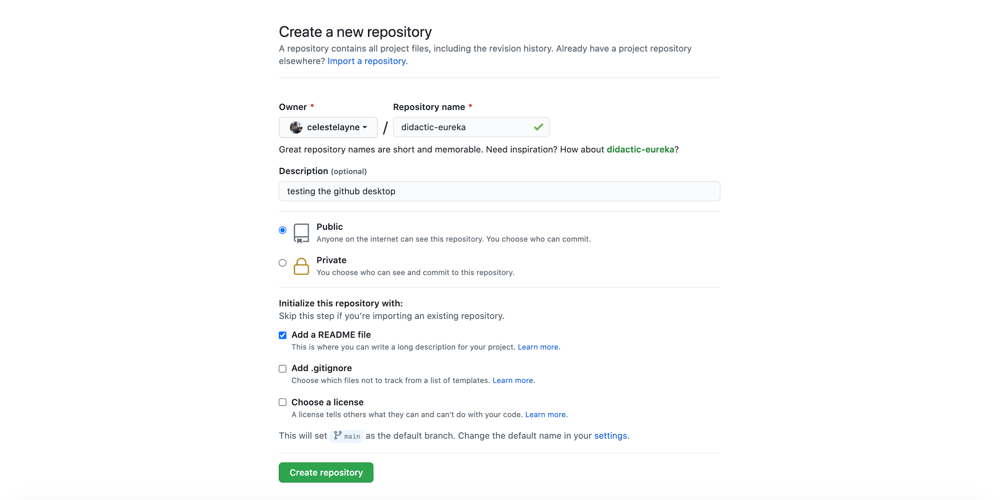 Create a new repository
A repository contains all project files, including the revision history. Already have a project repository
elsewhere? Import a repository.
Owner *
Repository name *
celestelayne
/
didactic-eureka
Great repository names are short and memorable. Need inspiration? How about didactic-eureka?
Description (optional)
testing the github desktop
Public
Anyone on the internet can see this repository. You choose who can commit.
Private
You choose who can see and commit to this repository.
Initialize this repository with:
Skip this step if you’re importing an existing repository.
Add a README file
This is where you can write a long description for your project. Learn more.
Add .gitignore
Choose which files not to track from a list of templates. Learn more.
Choose a license
A license tells others what they can and can't do with your code. Learn more.
This will set main as the default branch. Change the default name in your settings.
Create repository